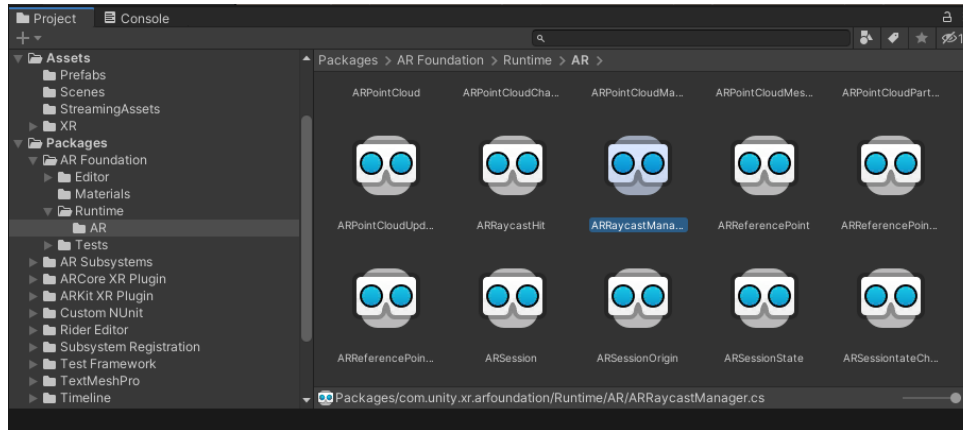 Project Console
1
Assets
Prefabs
Scenes
StreamingAssets
XR
Packages
AR Foundation
Editor
Materials
Runtime
AR
Tests
AR Subsystems
ARCore XR Plugin
ARKit XR Plugin
Custom NUnit
Rider Editor
Subsystem Registration
Test Framework
TextMeshPro
Timeline
Packages > AR Foundation > Runtime > AR >
ARPointCloud ARPointCloudCha... ARPointCloudMa... ARPointCloudMes... ARPointCloudPart...
ARPointCloudUpd... ARRaycastHit ARRaycastMana... ARReferencePoint ARReferencePoin...
ARReferencePoin... ARSession ARSessionOrigin ARSessionState ARSessiontateCh...
Packages/com.unity.xr.arfoundation/Runtime/AR/ARRaycastManager.cs